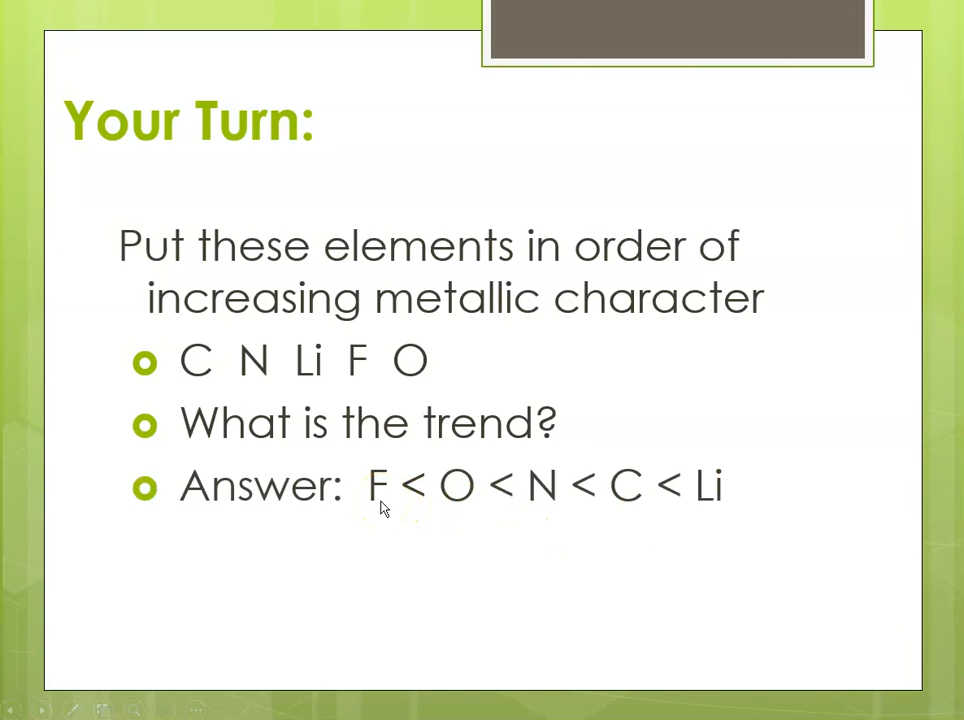 Your Turn:
Put these elements in order of
increasing metallic character
C N Li F O
What is the trend?
Answer: F < O < N < C < Li